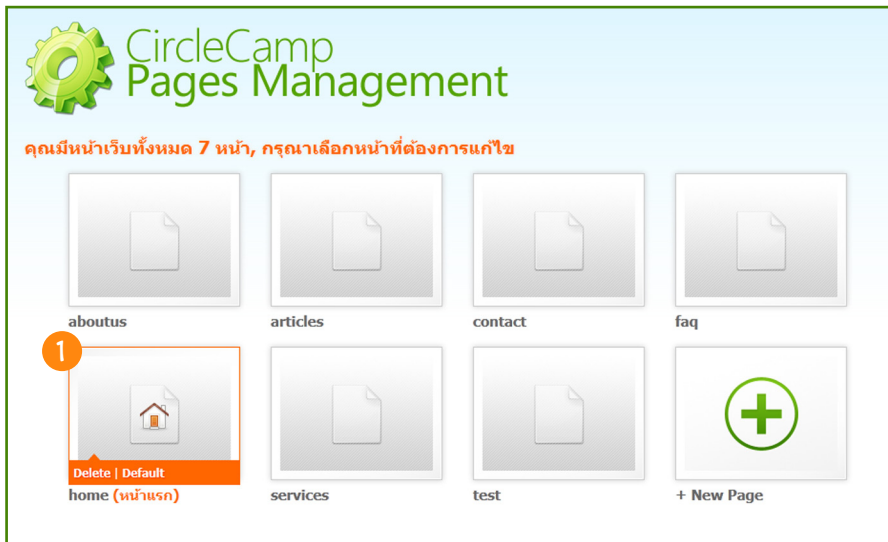 CircleCamp
Pages Management
คุณมีหน้าเว็บทั้งหมด 7 หน้า, กรุณาเลือกหน้าที่ต้องการแก้ไข
aboutus
articles
contact
faq
1
Delete | Default
home (หน้าแรก)
services
test
+ New Page